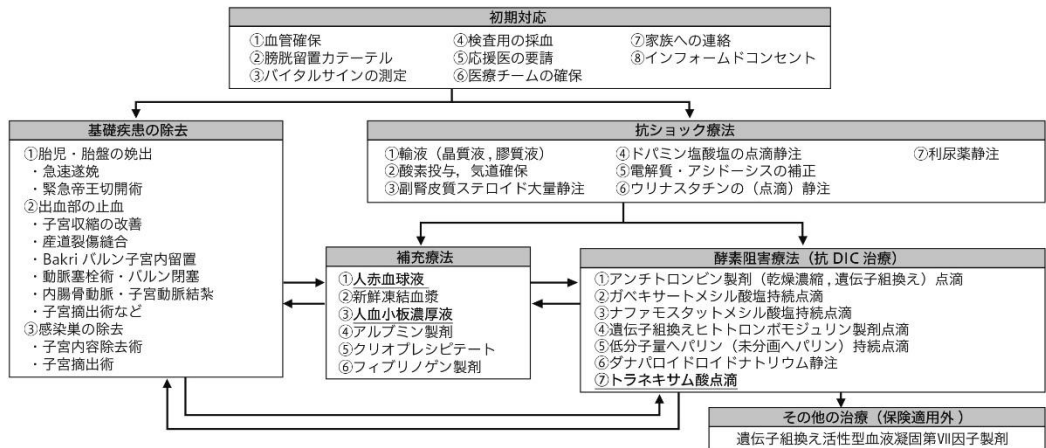 初期対応
①血管確保 ④検査用の採血 ⑦家族への連絡
②膀胱留置カテーテル ⑤応援医の要請 ⑧インフォームドコンセント
③バイタルサインの測定 ⑥医療チームの確保
基礎疾患の除去
①胎児・胎盤の娩出
・急速遂娩
・緊急帝王切開術
②出血部の止血
・子宮収縮の改善
・産道裂傷縫合
・Bakri バルン子宮内留置
・動脈塞栓術・バルン閉塞
・内腸骨動脈・子宮動脈結紮
・子宮摘出術など
③感染巣の除去
・子宮内容除去術
・子宮摘出術
抗ショック療法
①輸液（晶質液 , 膠質液） ④ドパミン塩酸塩の点滴静注 ⑦利尿薬静注
②酸素投与，気道確保 ⑤電解質・アシドーシスの補正
③副腎皮質ステロイド大量静注 ⑥ウリナスタチンの（点滴）静注
補充療法
①人赤血球液
②新鮮凍結血漿
③人血小板濃厚液
④アルブミン製剤
⑤クリオプレシピテート
⑥フィブリノゲン製剤
酵素阻害療法（抗 DIC 治療）
①アンチトロンビン製剤（乾燥濃縮 , 遺伝子組換え）点滴
②ガベキサートメシル酸塩持続点滴
③ナファモスタットメシル酸塩持続点滴
④遺伝子組換えヒトトロンボモジュリン製剤点滴
⑤低分子量ヘパリン（未分画ヘパリン）持続点滴
⑥ダナパロイドロイドナトリウム静注
⑦トラネキサム酸点滴
その他の治療（保険適用外）
遺伝子組換え活性型血液凝固第Ⅶ因子製剤